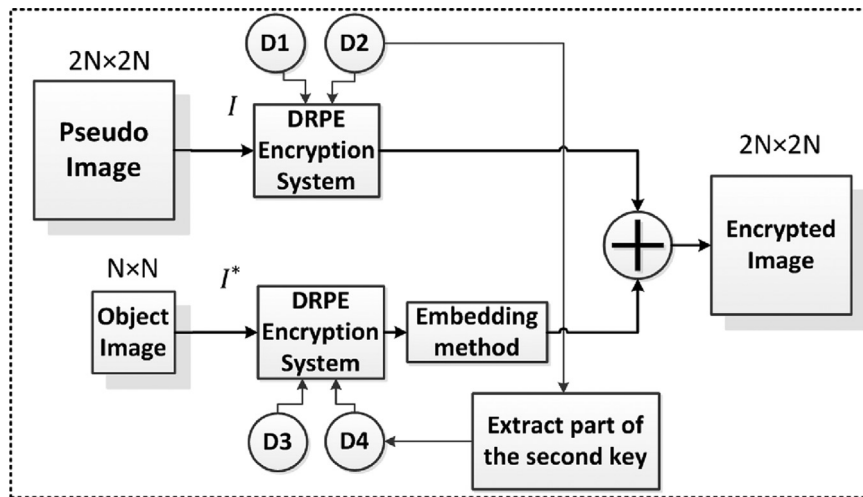 D1
D2
2N×2N
Pseudo
Image
I
DRPE
Encryption
System
2N×2N
Encrypted
Image
N×N
Object
Image
I*
DRPE
Encryption
System
Embedding
method
D3
D4
Extract part of
the second key